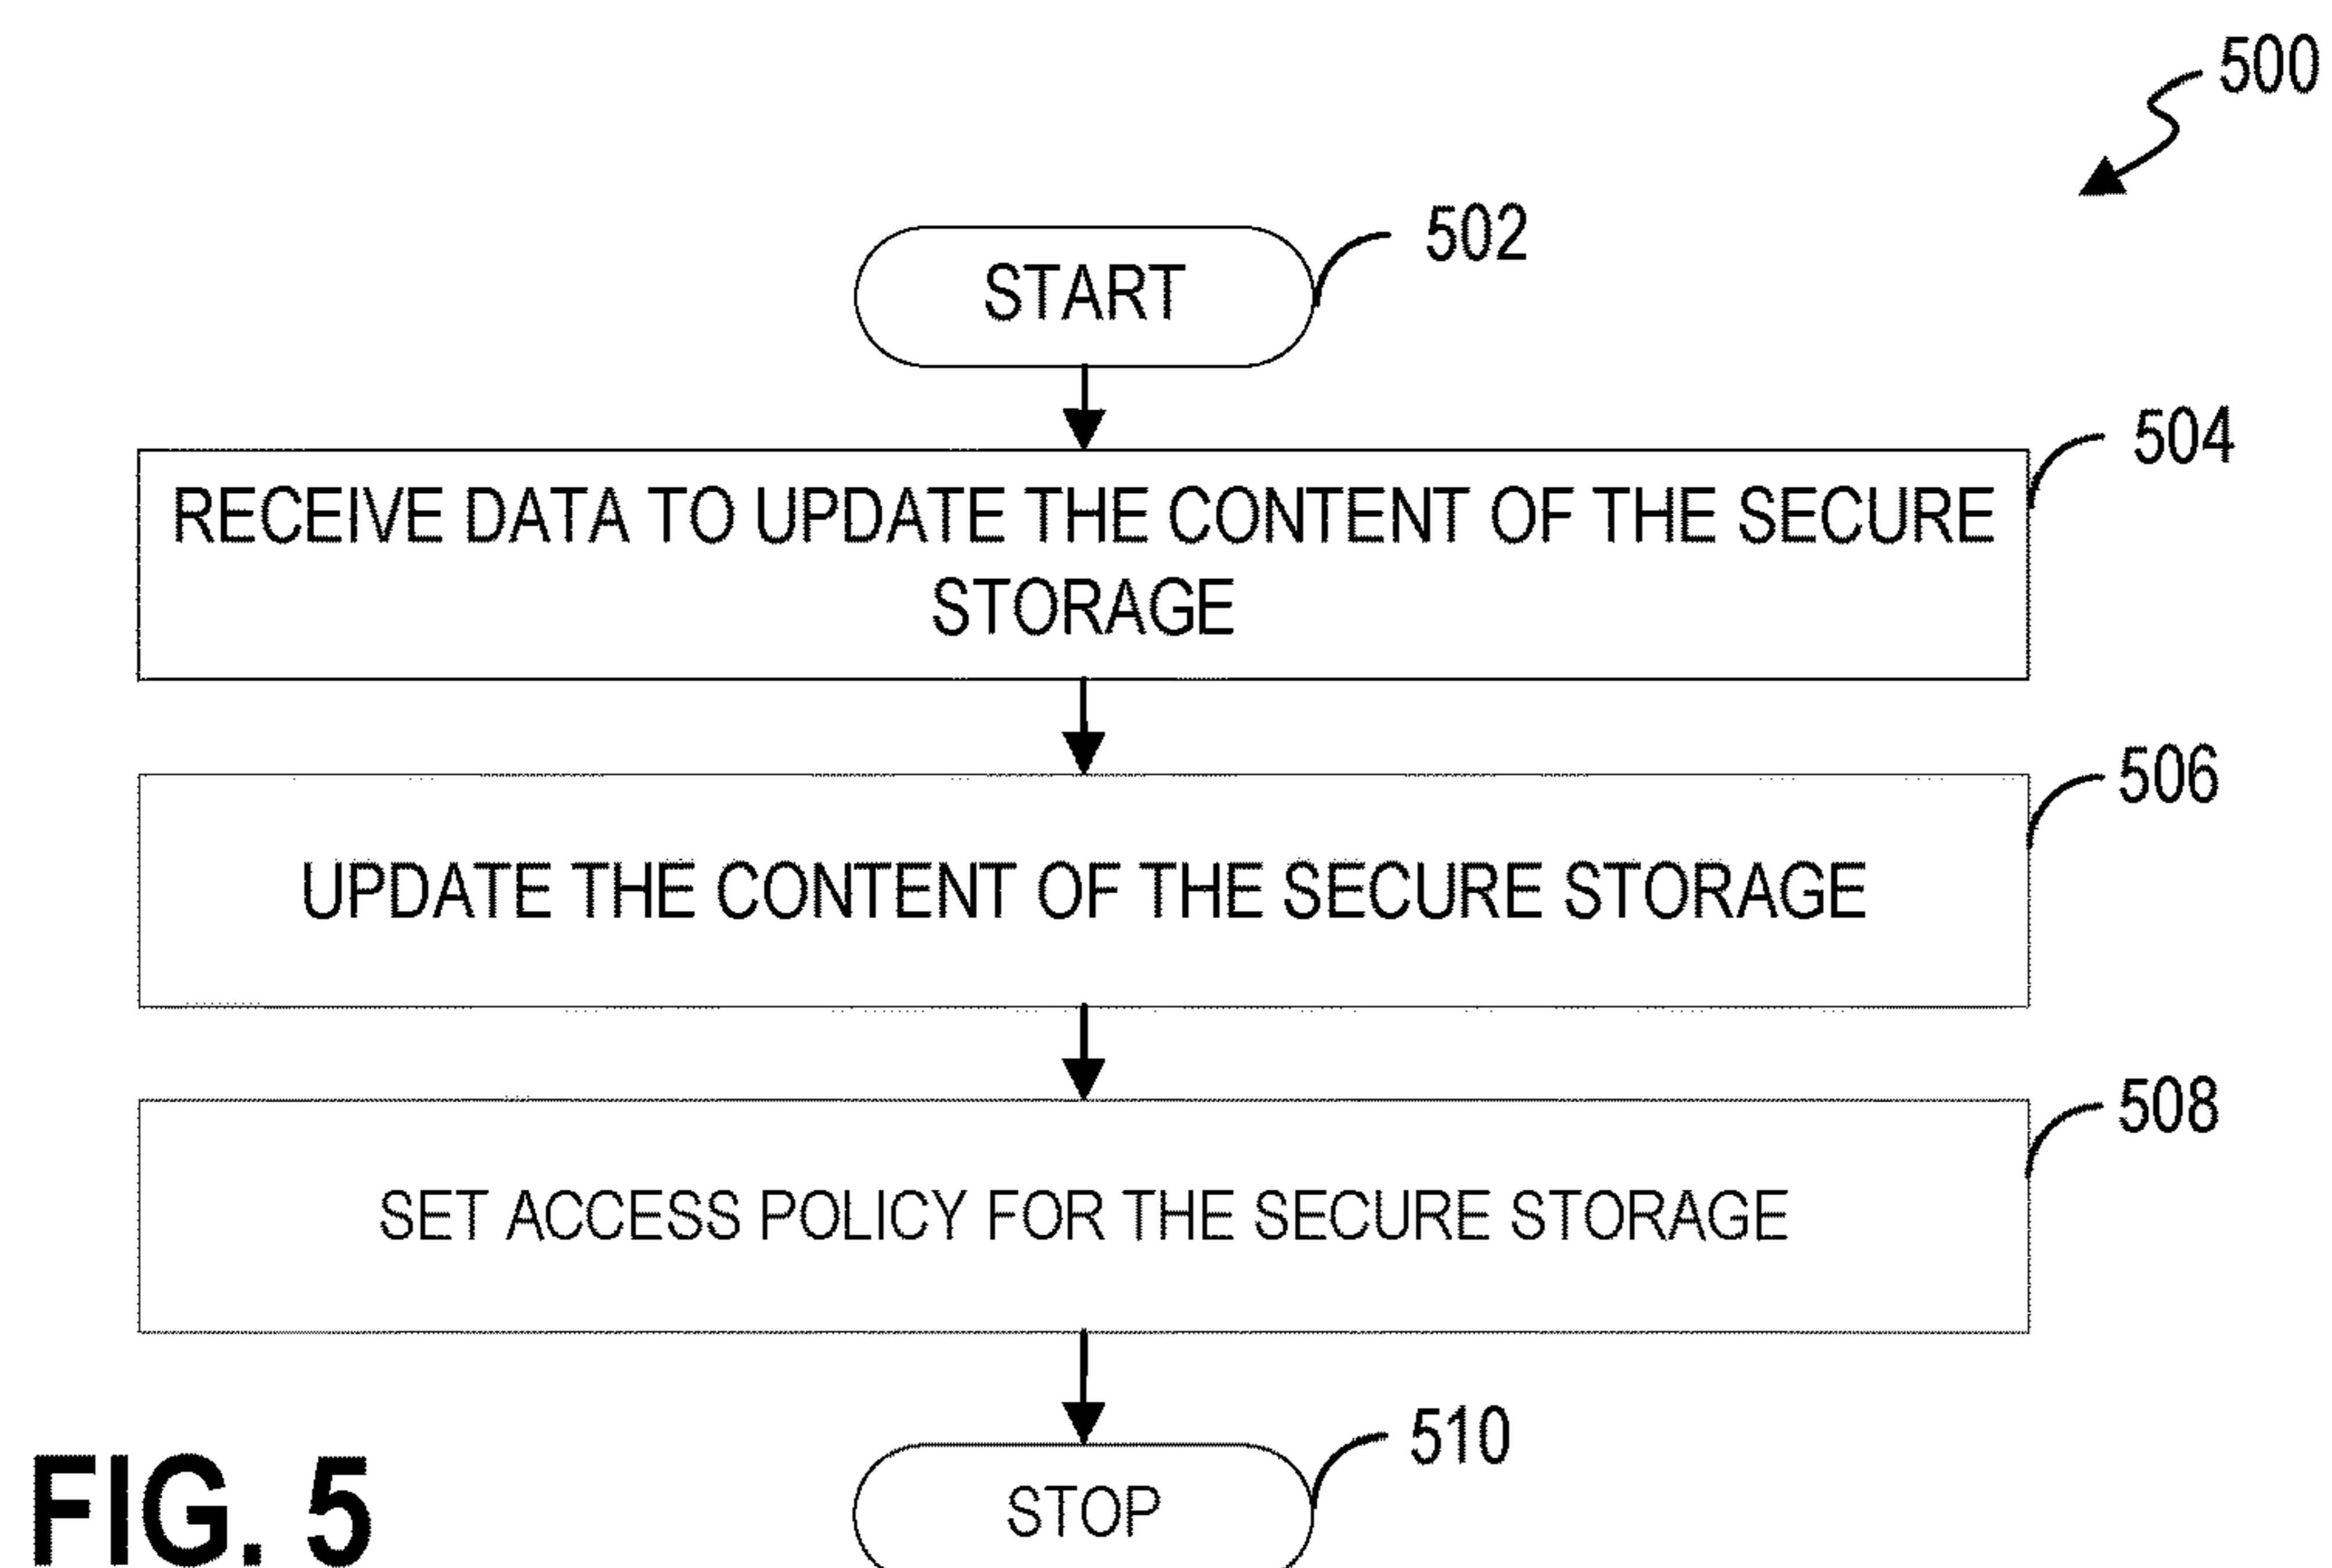 500
START
502
RECEIVE DATA TO UPDATE THE CONTENT OF THE SECURE
STORAGE
504
UPDATE THE CONTENT OF THE SECURE STORAGE
506
SET ACCESS POLICY FOR THE SECURE STORAGE
508
STOP
510
FIG. 5